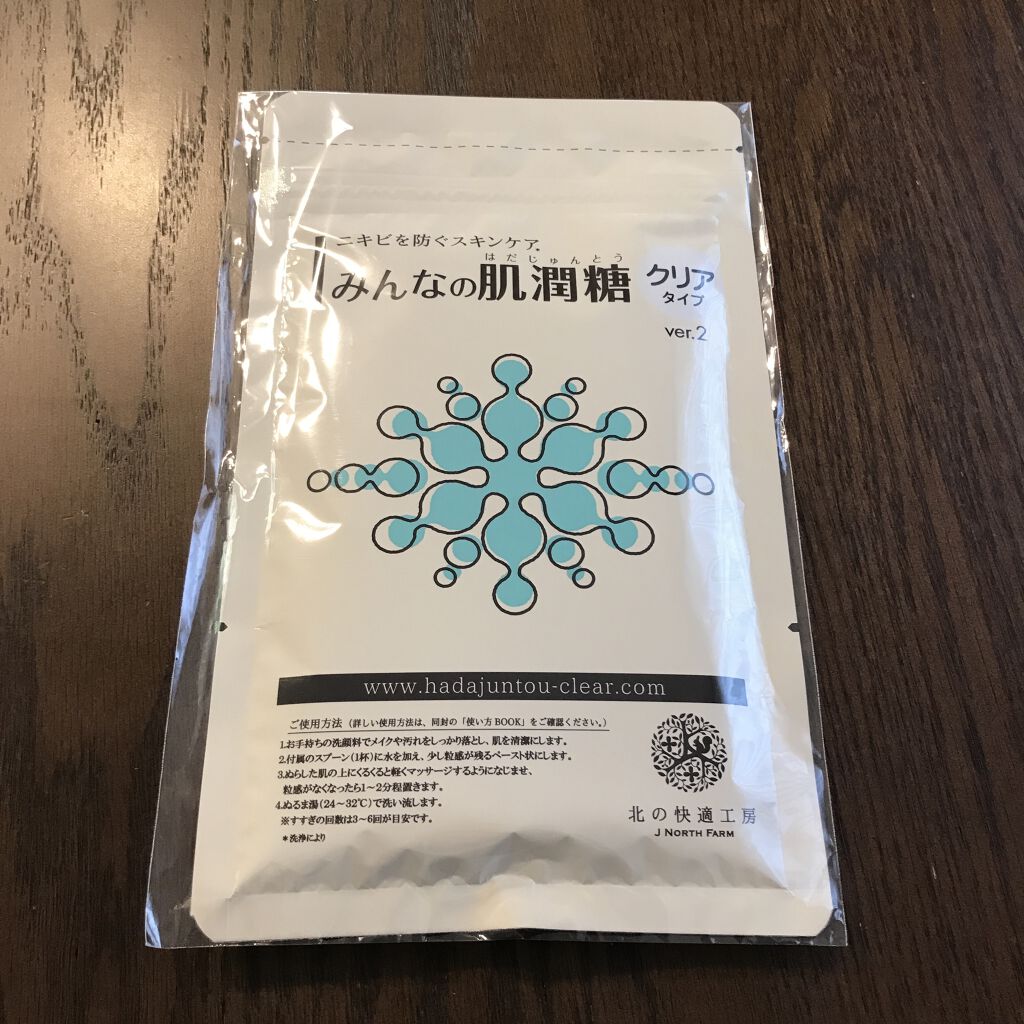 ニキビを防ぐスキンケア*
はだじゅんとう
みんなの肌潤糖
クリア
タイプ
ver.2
www.hadajuntou-clear.com
ご使用方法（詳しい使用方法は、同封の「使い方BOOK」をご確認ください。）
1.お手持ちの洗顔料でメイクや汚れをしっかり落とし、肌を清潔にします。
2.付属のスプーン（1杯）に水を加え、少し粒感が残るペースト状にします。
3.ぬらした肌の上にくるくると軽くマッサージするようになじませ、
粒感がなくなったら1〜2分程置きます。
4.ぬるま湯（24〜32℃）で洗い流します。
※すすぎの回数は3〜6回が目安です。
*洗浄により
北の快適工房
J NORTH FARM